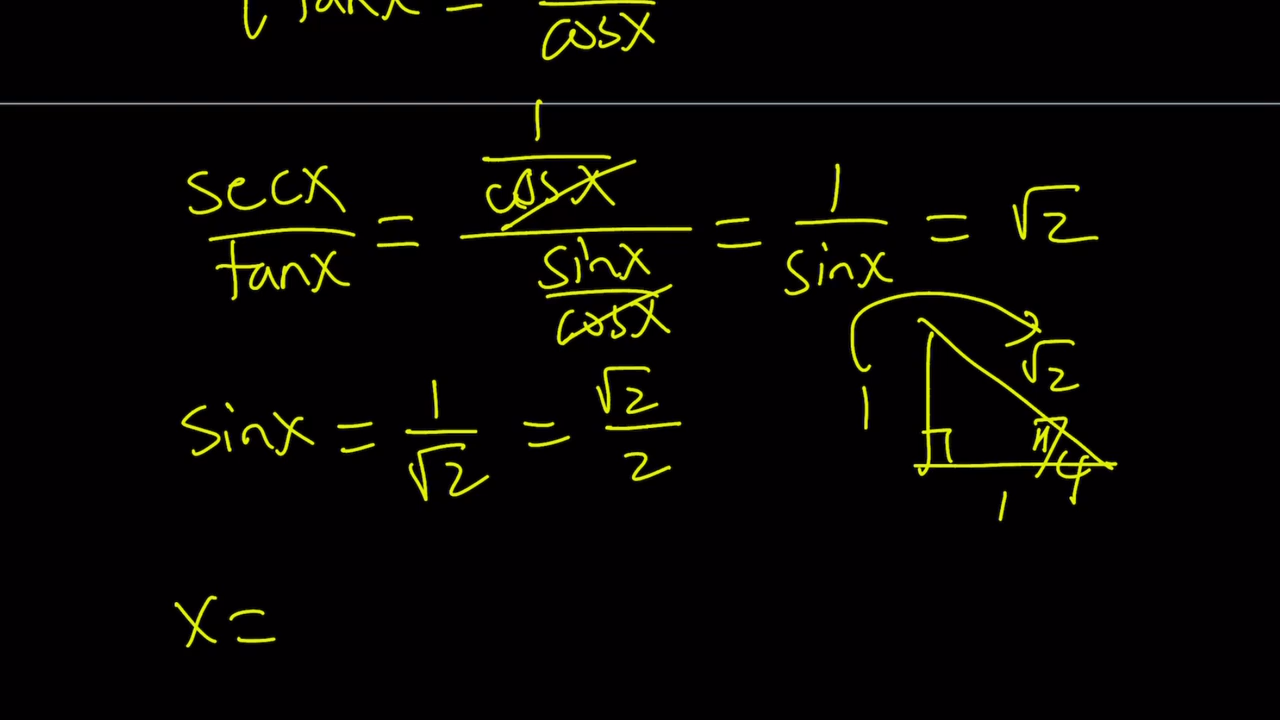 tanx = cosx
secx/tanx = (1/cosx)/(sinx/cosx) = 1/sinx = √2
sinx = 1/√2 = √2/2
1 √2 π/4
1
x =